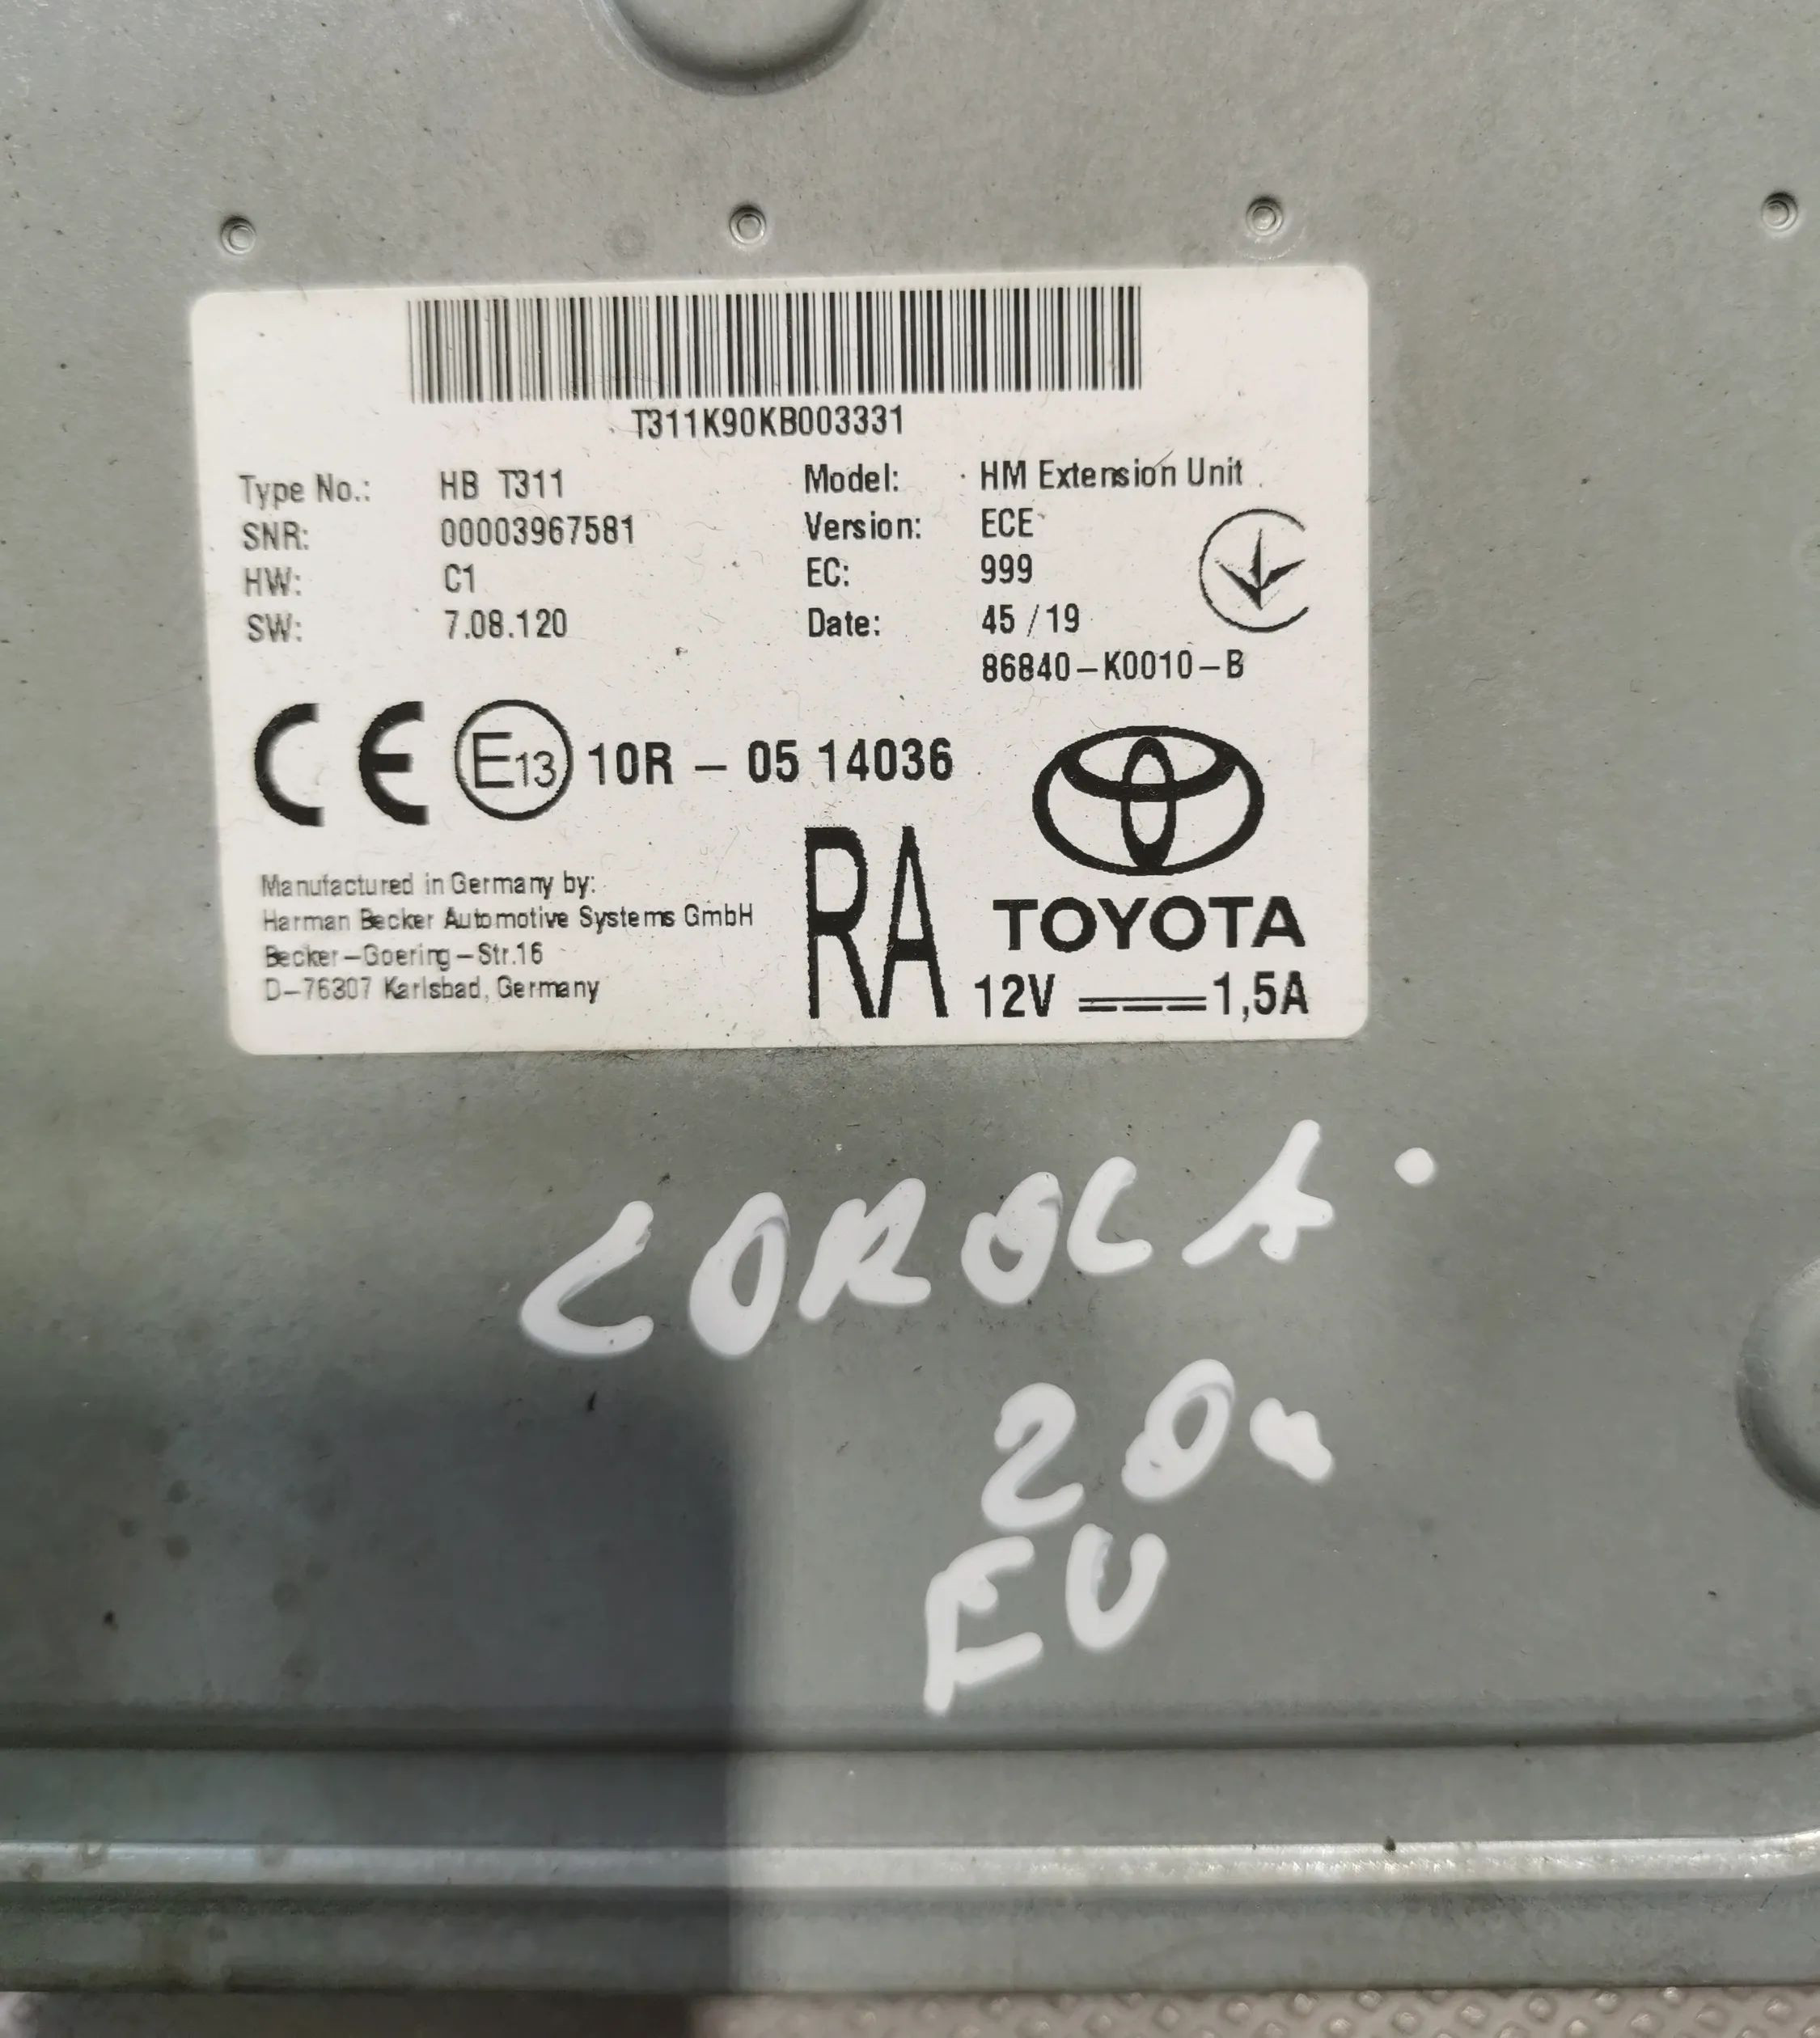 T311K90KB003331
Type No.: HB T311 Model: HM Extension Unit
SNR: 00003967581 Version: ECE
HW: C1 EC: 999
SW: 7.08.120 Date: 45 / 19
86840-K0010-B
CE E13 10R - 05 14036
Manufactured in Germany by:
Harman Becker Automotive Systems GmbH
Becker-Goering-Str.16
D-76307 Karlsbad, Germany
RA
TOYOTA
12V 1,5A
COROLA.
20
EU